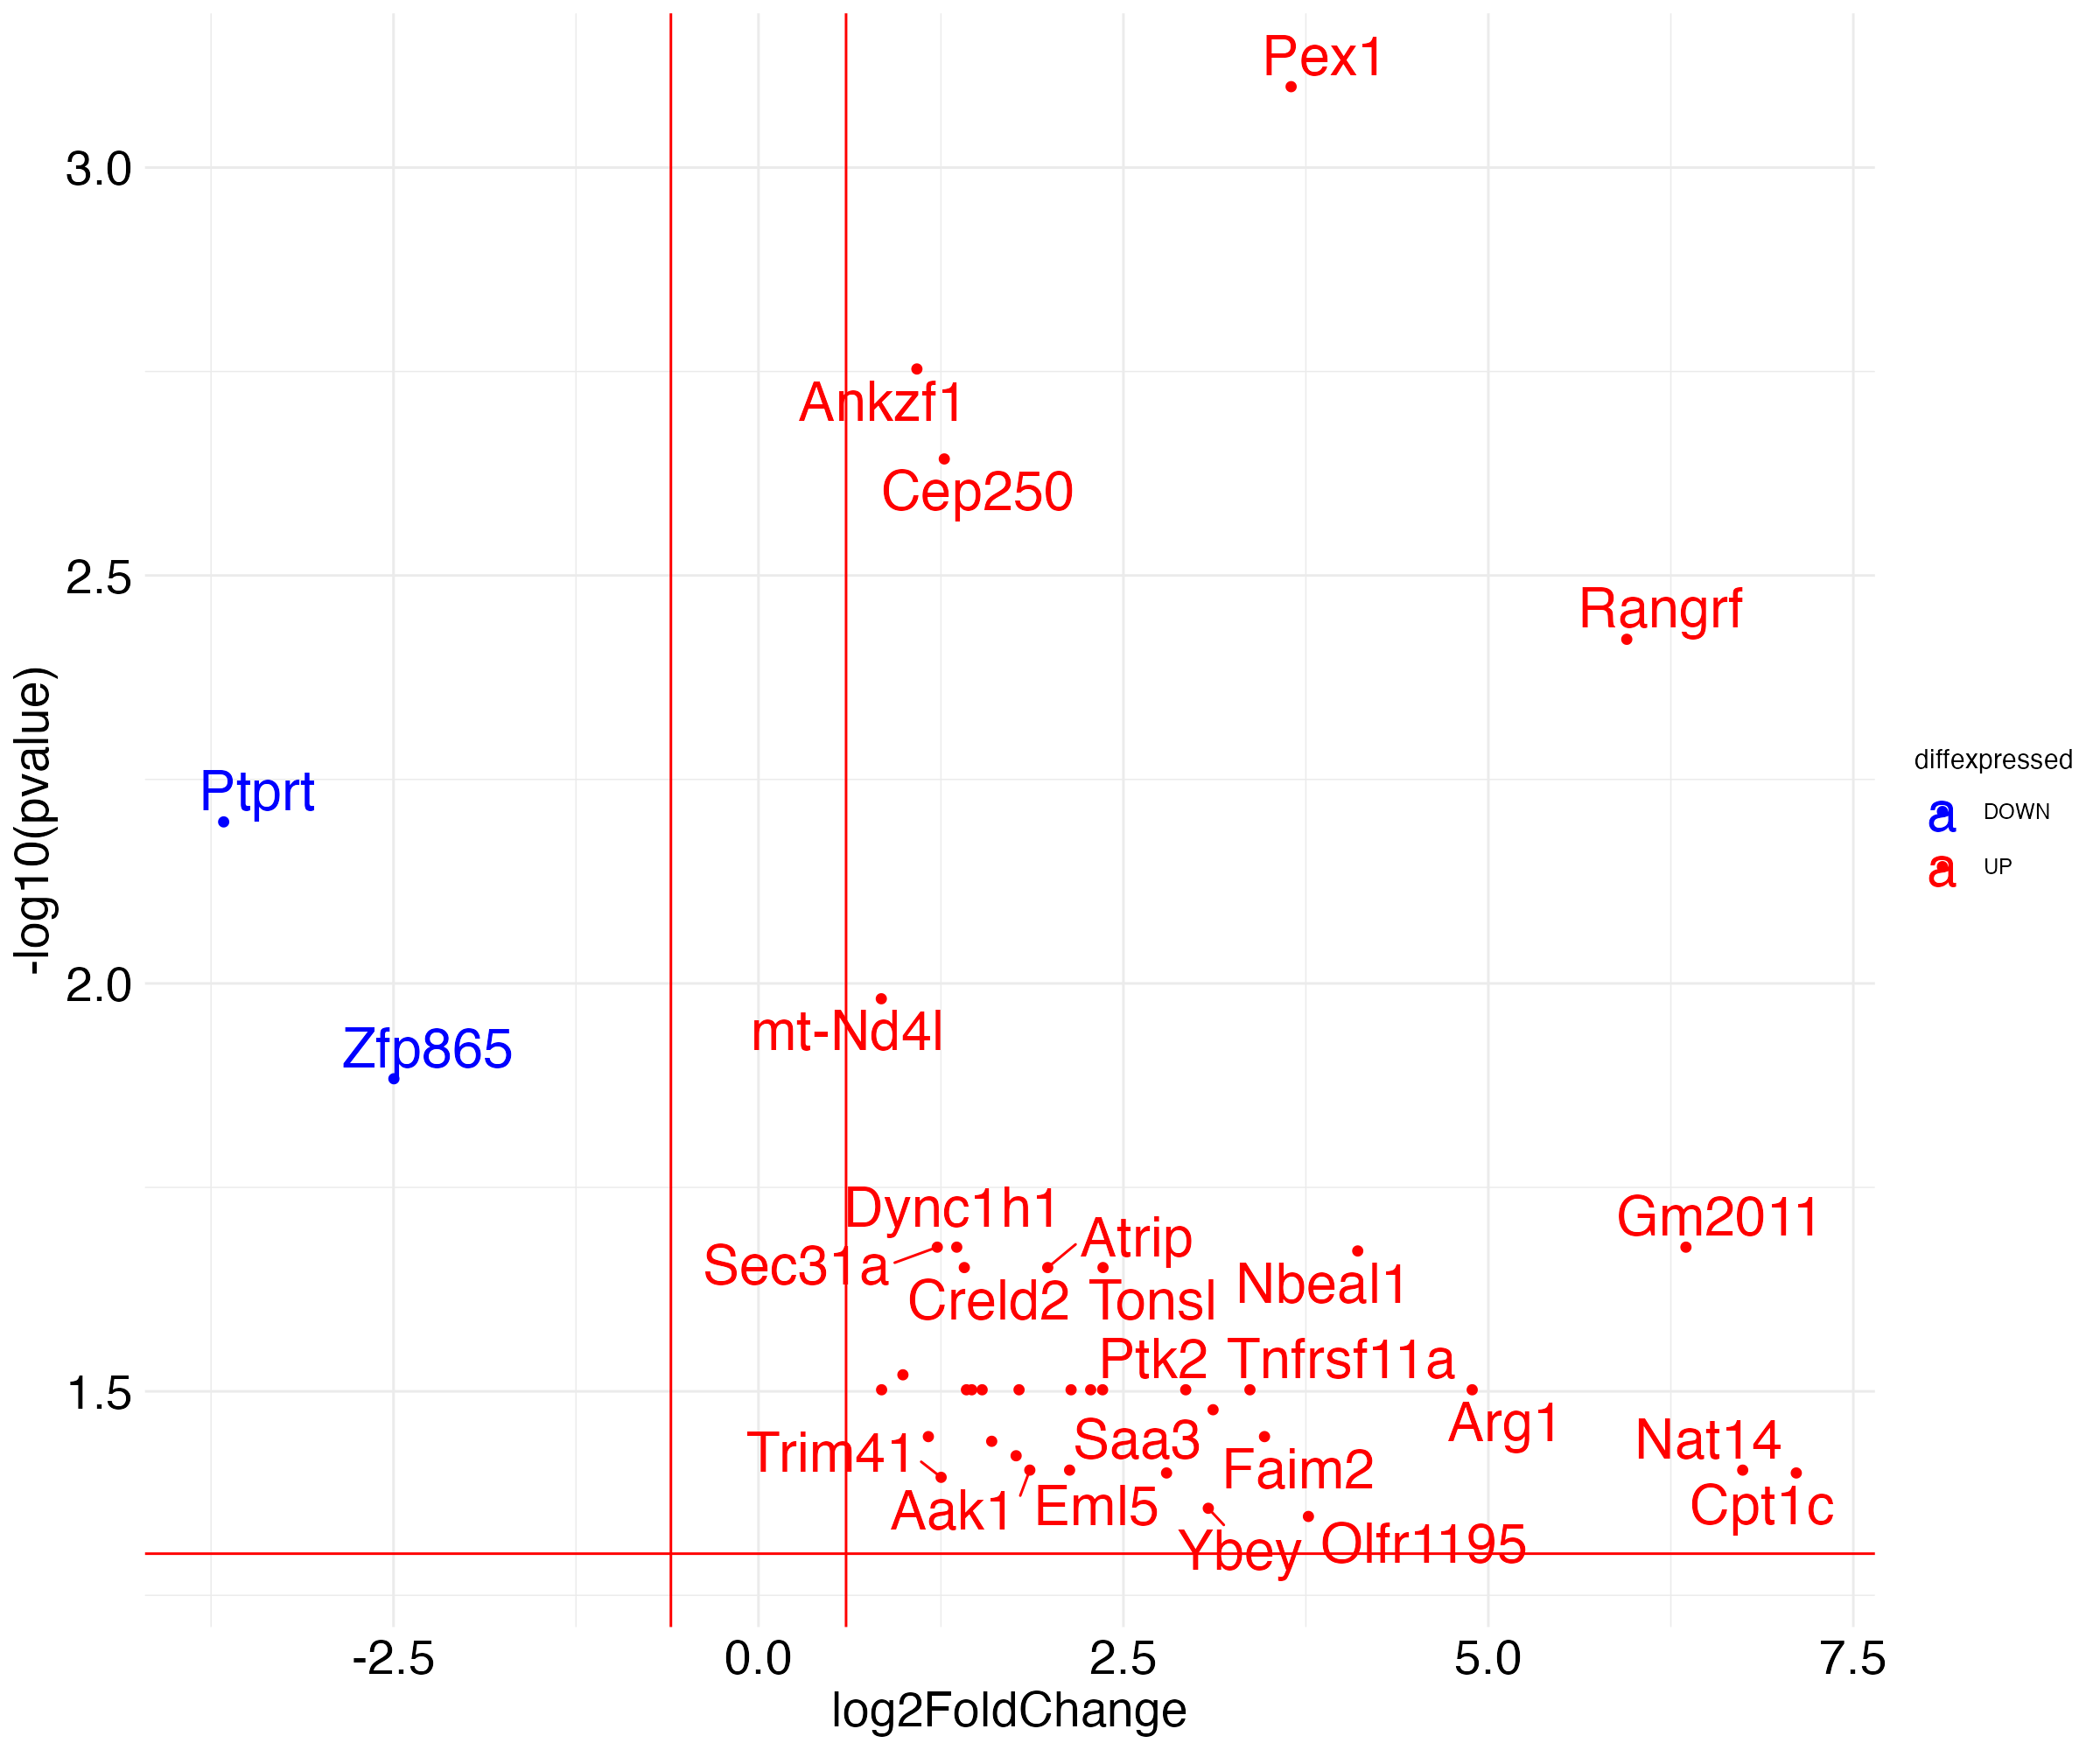 Pex1
3.0
Ankzf1
Cep250
2.5
Rangrf
-log10(pvalue)
Ptprt
diffexpressed
a DOWN
a UP
2.0
mt-Nd4l
Zfp865
Dync1h1
Gm2011
Atrip
Sec31a
Nbeal1
Creld2
Tonsl
Ptk2
Tnfrsf11a
1.5
Arg1
Saa3
Nat14
Trim41
Faim2
Aak1
Eml5
Cpt1c
Ybey
Olfr1195
-2.5 0.0 2.5 5.0 7.5
log2FoldChange